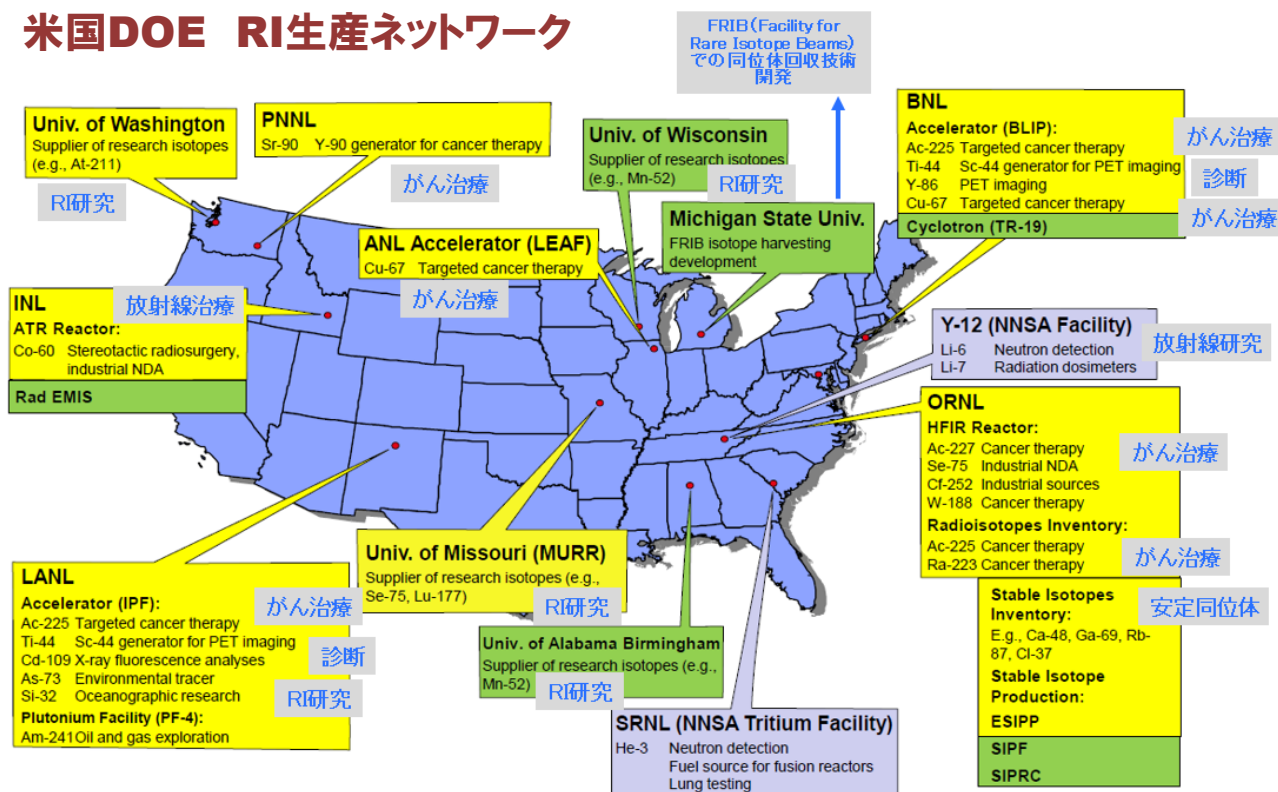 米国DOE RI生産ネットワーク
FRIB(Facility for
Rare Isotope Beams)
での同位体回収技術
開発
Univ. of Washington
Supplier of research isotopes
(e.g., At-211)
RI研究
PNNL
Sr-90 Y-90 generator for cancer therapy
がん治療
Univ. of Wisconsin
Supplier of research isotopes
(e.g., Mn-52)
RI研究
Michigan State Univ.
FRIB isotope harvesting
development
BNL
Accelerator (BLIP):
Ac-225 Targeted cancer therapy
Ti-44 Sc-44 generator for PET imaging
Y-86 PET imaging
Cu-67 Targeted cancer therapy
Cyclotron (TR-19)
がん治療
診断
がん治療
ANL Accelerator (LEAF)
Cu-67 Targeted cancer therapy
がん治療
INL
ATR Reactor:
Co-60 Stereotactic radiosurgery,
industrial NDA
Rad EMIS
放射線治療
Y-12 (NNSA Facility)
Li-6 Neutron detection
Li-7 Radiation dosimeters
放射線研究
ORNL
HFIR Reactor:
Ac-227 Cancer therapy
Se-75 Industrial NDA
Cf-252 Industrial sources
W-188 Cancer therapy
がん治療
Radioisotopes Inventory:
Ac-225 Cancer therapy
Ra-223 Cancer therapy
がん治療
Stable Isotopes
Inventory:
E.g., Ca-48, Ga-69, Rb-
87, Cl-37
Stable Isotope
Production:
ESIPP
SIPF
SIPRC
安定同位体
Univ. of Missouri (MURR)
Supplier of research isotopes (e.g.,
Se-75, Lu-177)
RI研究
LANL
Accelerator (IPF):
Ac-225 Targeted cancer therapy
Ti-44 Sc-44 generator for PET imaging
Cd-109 X-ray fluorescence analyses
As-73 Environmental tracer
Si-32 Oceanographic research
Plutonium Facility (PF-4):
Am-241 Oil and gas exploration
がん治療
診断
RI研究
Univ. of Alabama Birmingham
Supplier of research isotopes (e.g.,
Mn-52)
RI研究
SRNL (NNSA Tritium Facility)
He-3 Neutron detection
Fuel source for fusion reactors
Lung testing